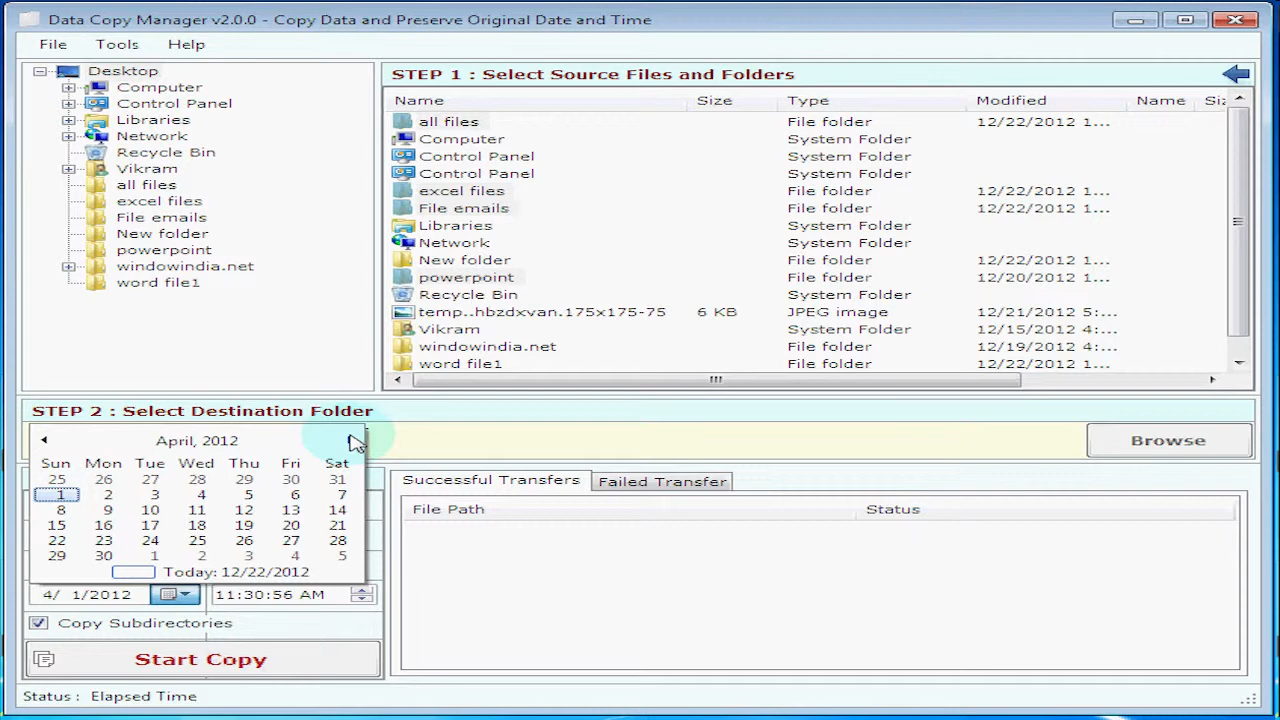 Data Copy Manager v2.0.0 - Copy Data and Preserve Original Date and Time
File Tools Help
Desktop
Computer
Control Panel
Libraries
Network
Recycle Bin
Vikram
all files
excel files
File emails
New folder
powerpoint
windowindia.net
word file1
STEP 1 : Select Source Files and Folders
Name Size Type Modified Name Siz
all files File folder 12/22/2012 1...
Computer System Folder
Control Panel System Folder
Control Panel System Folder
excel files File folder 12/22/2012 1...
File emails File folder 12/22/2012 1...
Libraries System Folder
Network System Folder
New folder File folder 12/22/2012 1...
powerpoint File folder 12/20/2012 1...
Recycle Bin System Folder
temp..hbzdxvan.175x175-75 6 KB JPEG image 12/21/2012 5:...
Vikram System Folder 12/15/2012 4:...
windowindia.net File folder 12/19/2012 4:...
word file1 File folder 12/22/2012 1...
STEP 2 : Select Destination Folder
Browse
April, 2012
Sun Mon Tue Wed Thu Fri Sat
25 26 27 28 29 30 31
1 2 3 4 5 6 7
8 9 10 11 12 13 14
15 16 17 18 19 20 21
22 23 24 25 26 27 28
29 30 1 2 3 4 5
Today: 12/22/2012
4/ 1/2012 11:30:56 AM
Copy Subdirectories
Start Copy
Successful Transfers Failed Transfer
File Path Status
Status : Elapsed Time